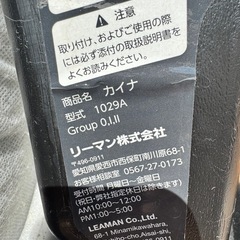 注意
取り付け、およびご使用の際には
必ず添付の取扱説明書をよく
お読みください。
商品名 カイナ
型式 1029A
Group 0.I.II
リーマン株式会社
〒496-0911
愛知県愛西市西保町南川原68-1
お客様相談室 0567-27-0173
受付時間 月曜日〜金曜日
(祝日・弊社指定休日は除きます)
AM10:00〜12:00
PM1:00〜5:00
LEAMAN Co.,Ltd.
68-1 Minamikawahara,